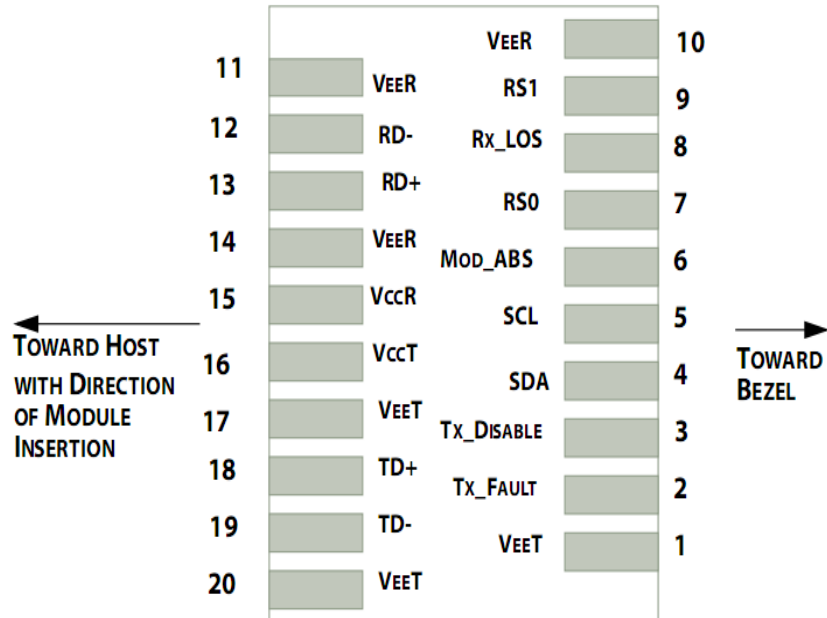 VEER 10
11 VEER
RS1 9
12 RD-
RX_LOS 8
13 RD+
RS0 7
14 VEER
MOD_ABS 6
15 VCCR
SCL 5
TOWARD HOST
WITH DIRECTION
OF MODULE
INSERTION
TOWARD
BEZEL
16 VCCT
SDA 4
17 VEET
TX_DISABLE 3
18 TD+
TX_FAULT 2
19 TD-
VEET 1
20 VEET